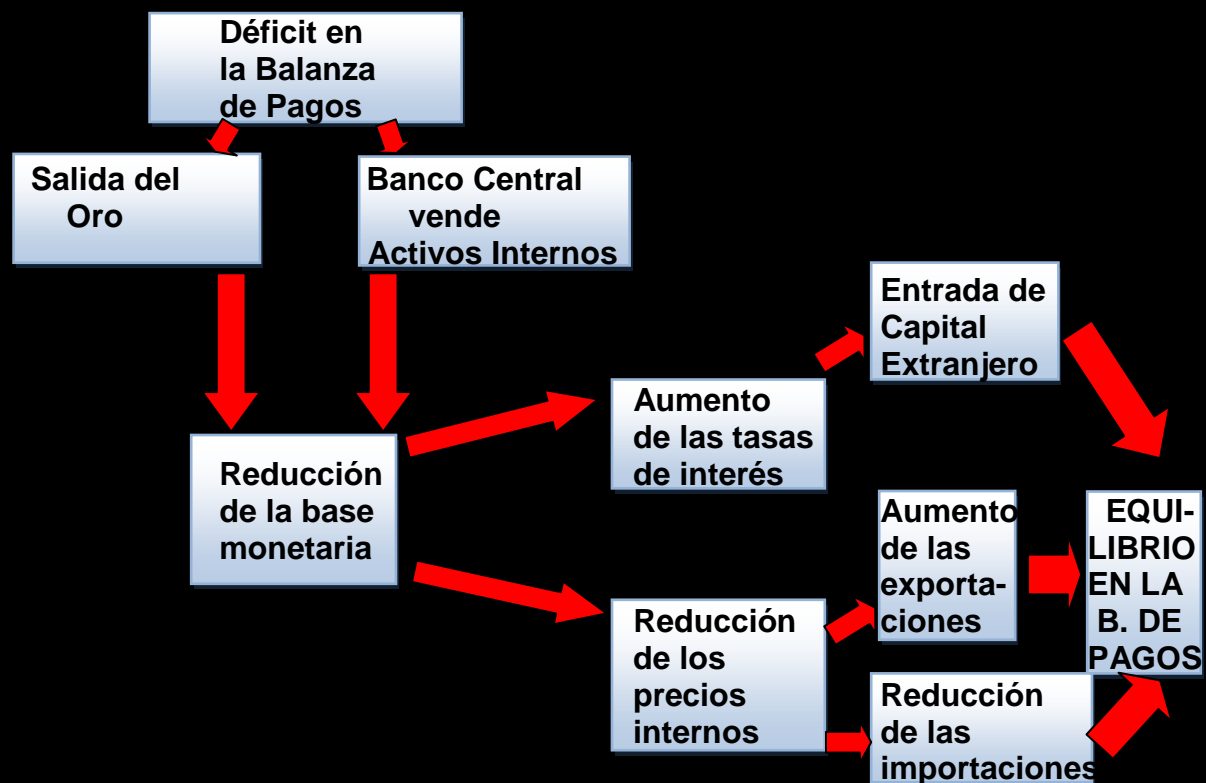 Déficit en
la Balanza
de Pagos
Salida del
Oro
Banco Central
vende
Activos Internos
Entrada de
Capital
Extranjero
Aumento
de las tasas
de interés
Reducción
de la base
monetaria
Aumento
de las
exporta-
ciones
EQUI-
LIBRIO
EN LA
B. DE
PAGOS
Reducción
de los
precios
internos
Reducción
de las
importaciones